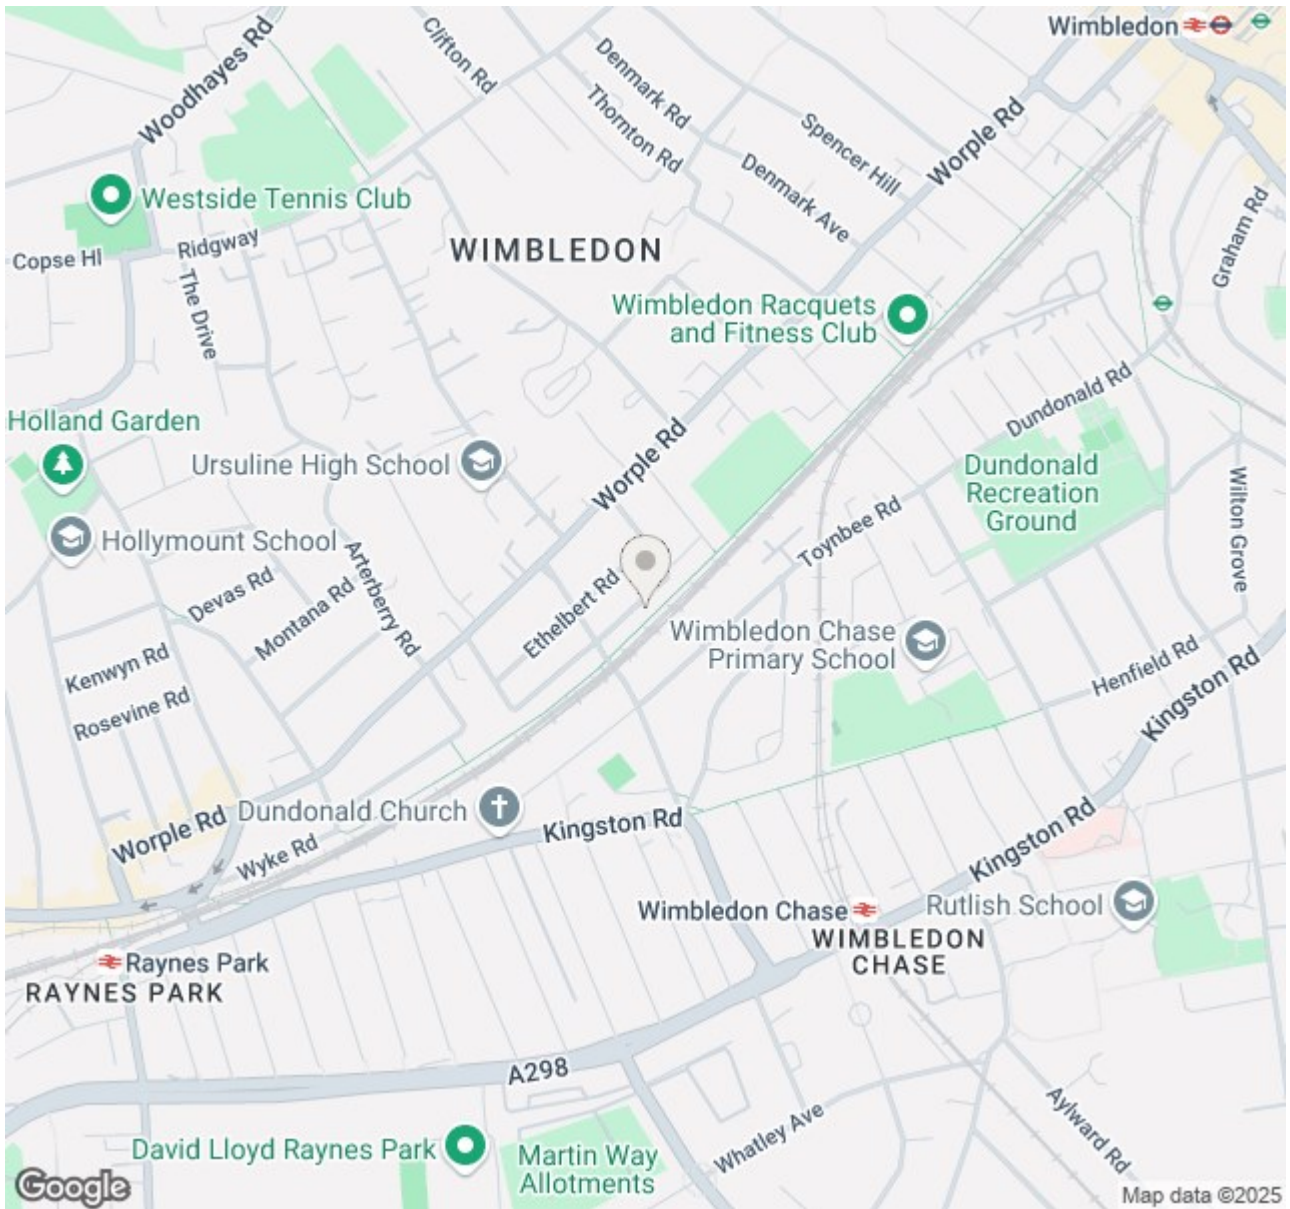 Wimbledon
Woodhayes Rd
Clifton Rd
Denmark Rd
Thornton Rd
Spencer Hill
Worple Rd
Denmark Ave
Westside Tennis Club
Graham Rd
Copse Hl
Ridgway
WIMBLEDON
The Drive
Wimbledon Racquets
and Fitness Club
Holland Garden
Dundonald Rd
Ursuline High School
Worple Rd
Dundonald
Recreation
Ground
Wilton Grove
Hollymount School
Toynbee Rd
Arterberry Rd
Devas Rd
Montana Rd
Ethelbert Rd
Wimbledon Chase
Primary School
Kenwyn Rd
Henfield Rd
Kingston Rd
Rosevine Rd
Dundonald Church
Kingston Rd
Worple Rd
Wyke Rd
Kingston Rd
Wimbledon Chase
Rutlish School
WIMBLEDON
CHASE
Raynes Park
RAYNES PARK
A298
Aylward Rd
Whatley Ave
David Lloyd Raynes Park
Martin Way
Allotments
Google
Map data ©2025